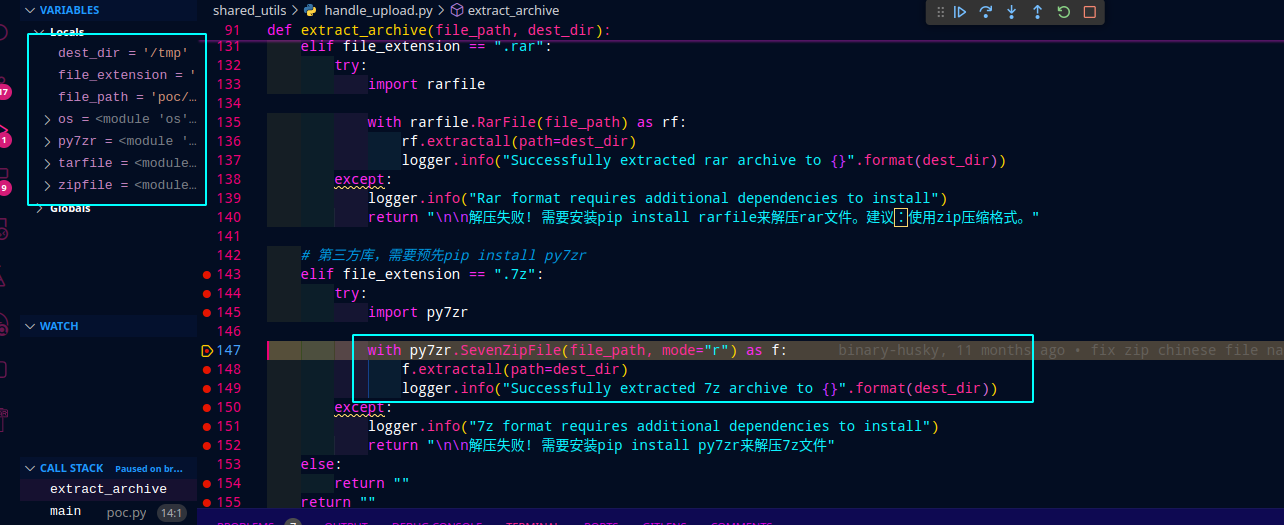 VARIABLES
Locals
dest_dir = '/tmp'
file_extension = '
file_path = 'poc/…
os = <module 'os'…
py7zr = <module '…
tarfile = <module…
zipfile = <module…
Globals
WATCH
CALL STACK Paused on br…
extract_archive
main poc.py 14:1
17
1
9
shared_utils > handle_upload.py > extract_archive
91 def extract_archive(file_path, dest_dir):
131 elif file_extension == ".rar":
132 try:
133 import rarfile
134
135 with rarfile.RarFile(file_path) as rf:
136 rf.extractall(path=dest_dir)
137 logger.info("Successfully extracted rar archive to {}".format(dest_dir))
138 except:
139 logger.info("Rar format requires additional dependencies to install")
140 return "\n\n解压失败! 需要安装pip install rarfile来解压rar文件。建议：使用zip压缩格式。"
141
142 # 第三方库，需要预先pip install py7zr
143 elif file_extension == ".7z":
144 try:
145 import py7zr
146
147 with py7zr.SevenZipFile(file_path, mode="r") as f: binary-husky, 11 months ago • fix zip chinese file na
148 f.extractall(path=dest_dir)
149 logger.info("Successfully extracted 7z archive to {}".format(dest_dir))
150 except:
151 logger.info("7z format requires additional dependencies to install")
152 return "\n\n解压失败! 需要安装pip install py7zr来解压7z文件"
153 else:
154 return ""
155 return ""
PROBLEMS 7 OUTPUT DEBUG CONSOLE TERMINAL PORTS GITLENS COMMENTS